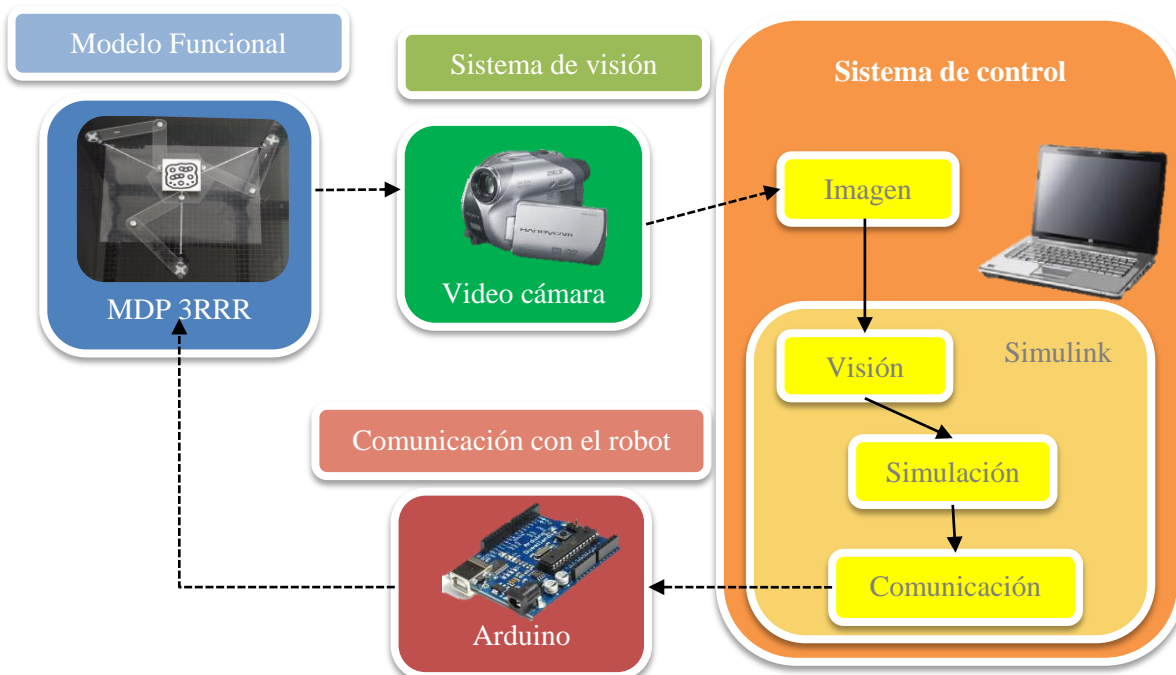 Modelo Funcional
Sistema de visión
Sistema de control
MDP 3RRR
HANDYCAM
Video cámara
Imagen
Simulink
Visión
Simulación
Comunicación
Comunicación con el robot
Arduino